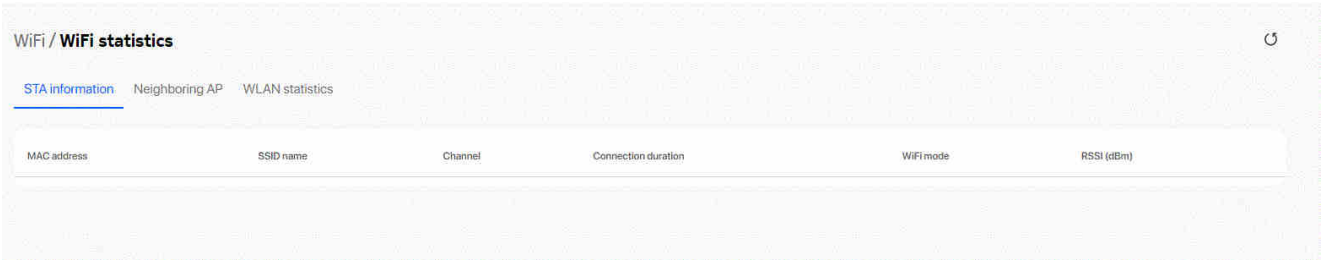 WiFi / WiFi statistics
STA information Neighboring AP WLAN statistics
MAC address SSID name Channel Connection duration WiFi mode RSSI (dBm)